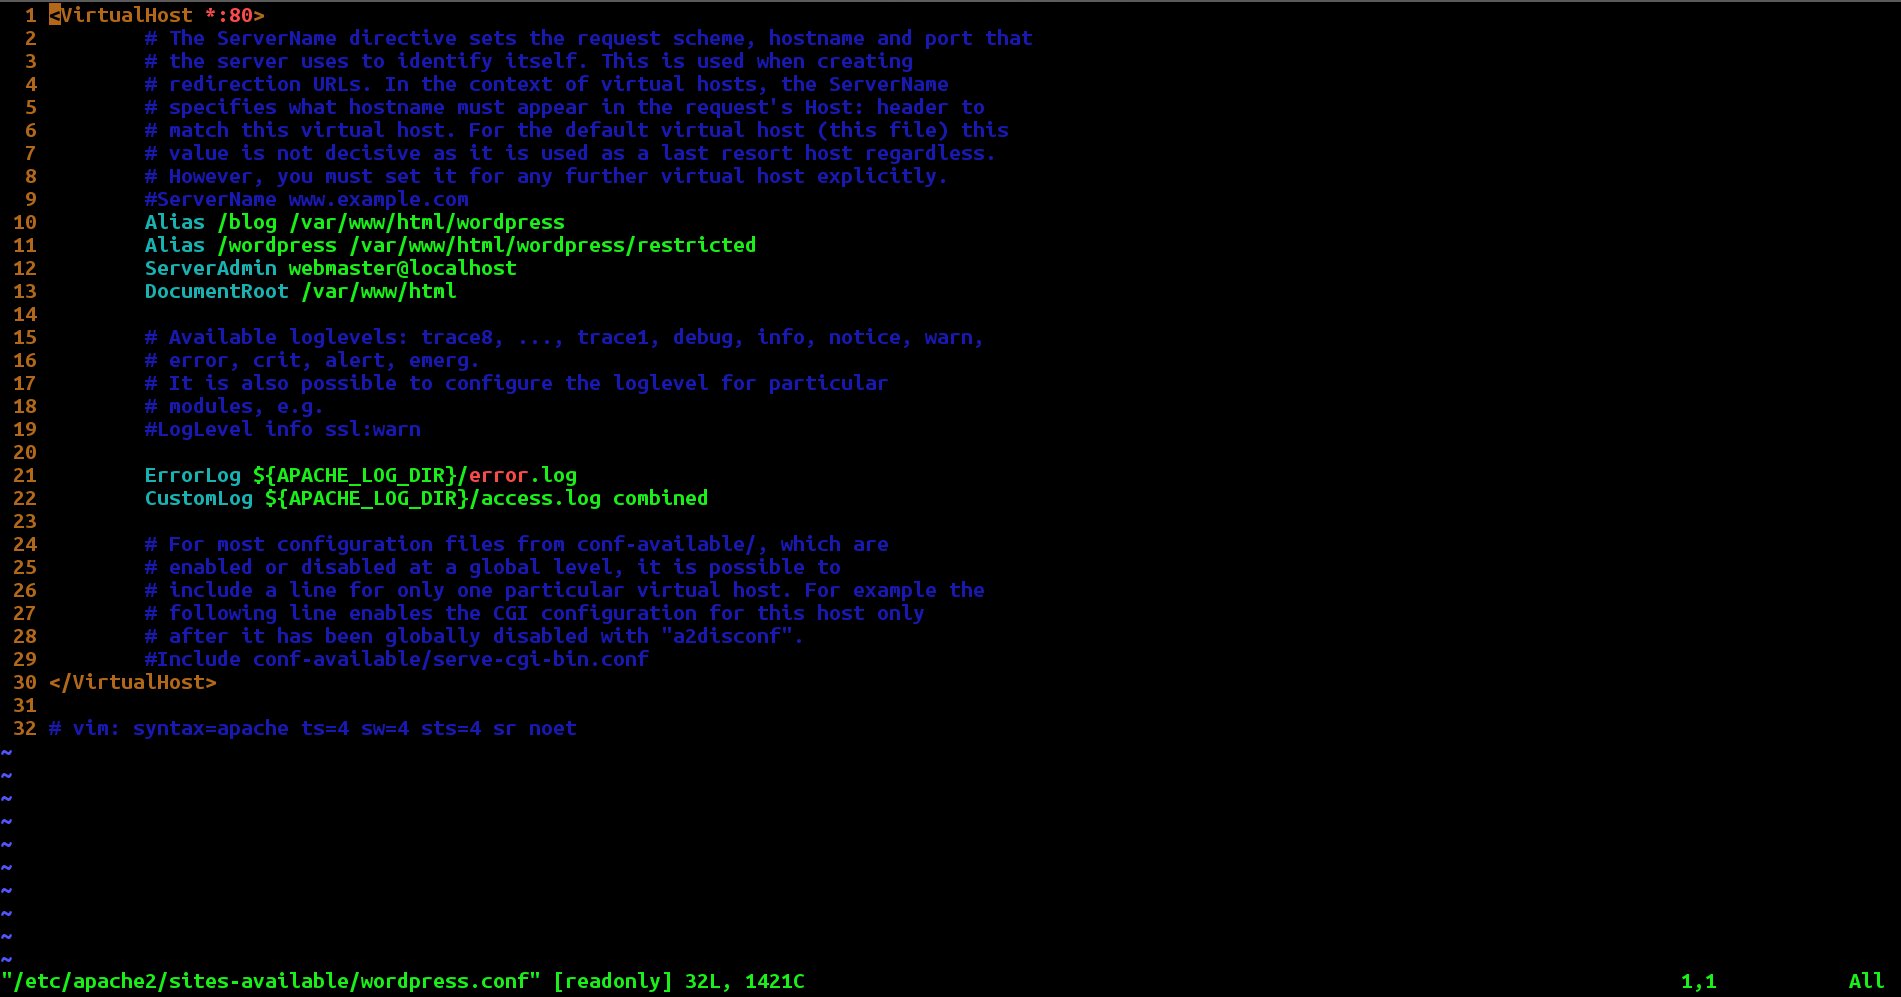 1 <VirtualHost *:80>
2 # The ServerName directive sets the request scheme, hostname and port that
3 # the server uses to identify itself. This is used when creating
4 # redirection URLs. In the context of virtual hosts, the ServerName
5 # specifies what hostname must appear in the request's Host: header to
6 # match this virtual host. For the default virtual host (this file) this
7 # value is not decisive as it is used as a last resort host regardless.
8 # However, you must set it for any further virtual host explicitly.
9 #ServerName www.example.com
10 Alias /blog /var/www/html/wordpress
11 Alias /wordpress /var/www/html/wordpress/restricted
12 ServerAdmin webmaster@localhost
13 DocumentRoot /var/www/html
14
15 # Available loglevels: trace8, ..., trace1, debug, info, notice, warn,
16 # error, crit, alert, emerg.
17 # It is also possible to configure the loglevel for particular
18 # modules, e.g.
19 #LogLevel info ssl:warn
20
21 ErrorLog ${APACHE_LOG_DIR}/error.log
22 CustomLog ${APACHE_LOG_DIR}/access.log combined
23
24 # For most configuration files from conf-available/, which are
25 # enabled or disabled at a global level, it is possible to
26 # include a line for only one particular virtual host. For example the
27 # following line enables the CGI configuration for this host only
28 # after it has been globally disabled with "a2disconf".
29 #Include conf-available/serve-cgi-bin.conf
30 </VirtualHost>
31
32 # vim: syntax=apache ts=4 sw=4 sts=4 sr noet
~
~
~
~
~
~
~
~
~
~
"/etc/apache2/sites-available/wordpress.conf" [readonly] 32L, 1421C 1,1 All